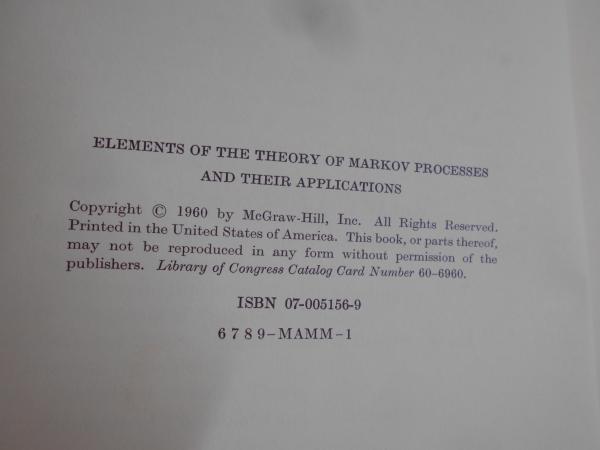 ELEMENTS OF THE THEORY OF MARKOV PROCESSES
AND THEIR APPLICATIONS
Copyright © 1960 by McGraw-Hill, Inc. All Rights Reserved.
Printed in the United States of America. This book, or parts thereof,
may not be reproduced in any form without permission of the
publishers. Library of Congress Catalog Card Number 60-6960.
ISBN 07-005156-9
6 7 8 9-MAMM-1